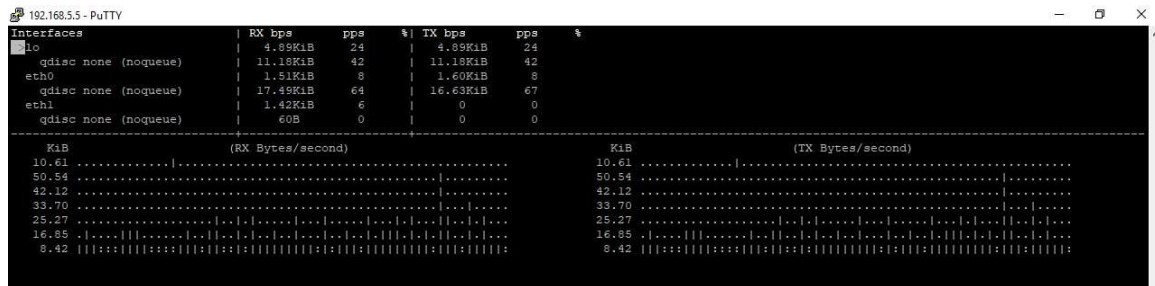 192.168.5.5 - PuTTY
Interfaces | RX bps pps %| TX bps pps %
>lo | 4.89KiB 24 | 4.89KiB 24
qdisc none (noqueue) | 11.18KiB 42 | 11.18KiB 42
eth0 | 1.51KiB 8 | 1.60KiB 8
qdisc none (noqueue) | 17.49KiB 64 | 16.63KiB 67
eth1 | 1.42KiB 6 | 0 0
qdisc none (noqueue) | 60B 0 | 0 0
KiB (RX Bytes/second) KiB (TX Bytes/second)
10.61 10.61
50.54 50.54
42.12 42.12
33.70 33.70
25.27 25.27
16.85 16.85
8.42 8.42